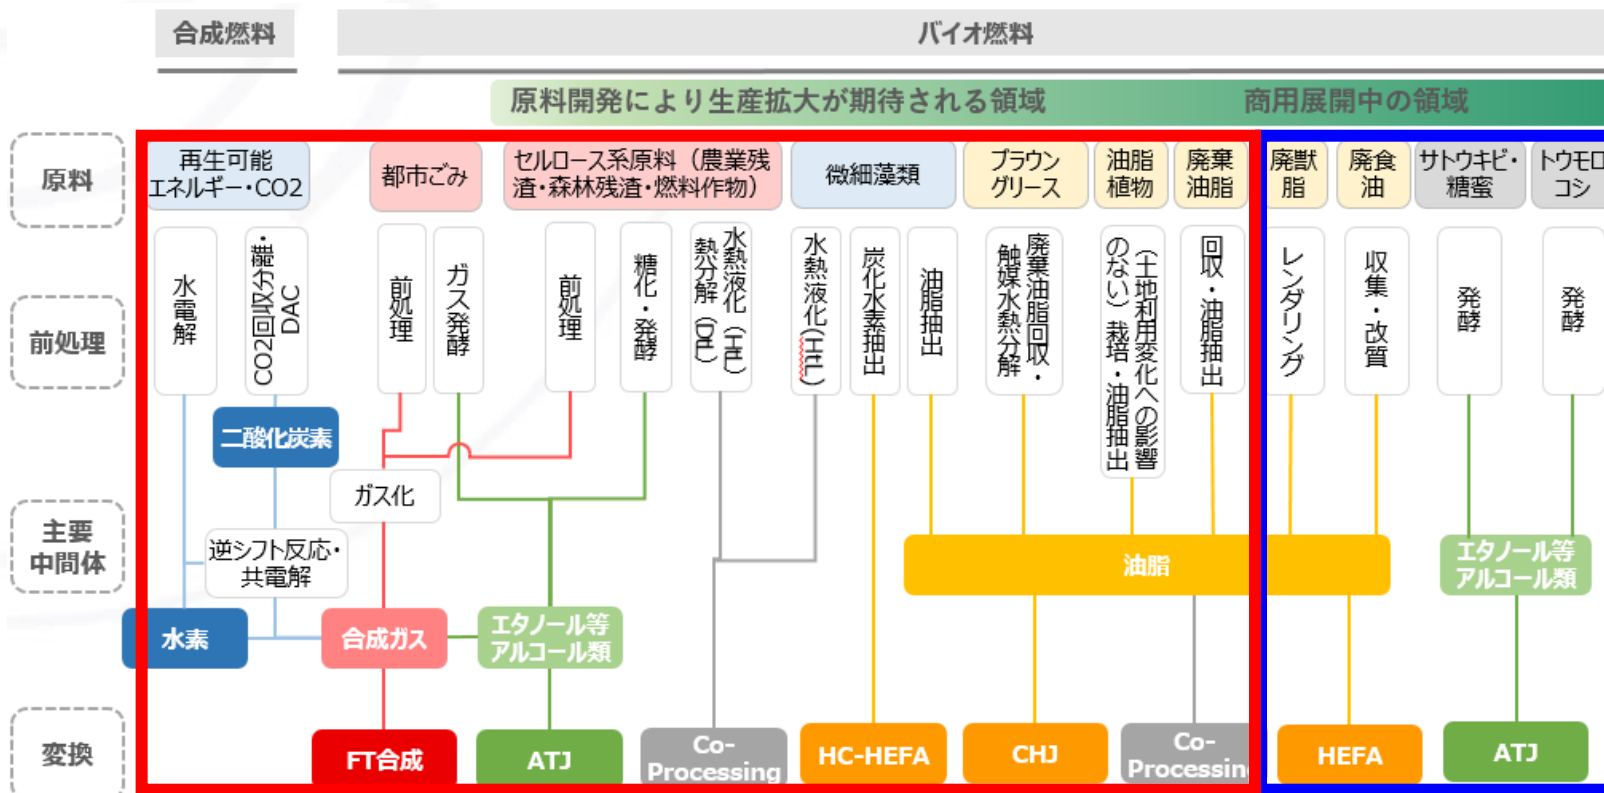 合成燃料
バイオ燃料
原料開発により生産拡大が期待される領域
商用展開中の領域
原料
再生可能
エネルギー・CO2
都市ごみ
セルロース系原料（農業残
渣・森林残渣・燃料作物）
微細藻類
ブラウン
グリース
油脂
植物
廃棄
油脂
廃獣
脂
廃食
油
サトウキビ・
糖蜜
トウモロ
コシ
前処理
水電解
CO2回収分離・
DAC
前処理
ガス発酵
前処理
糖化・発酵
水熱液化（HtL）
熱分解（DtL）
水熱液化(HtL)
炭化水素抽出
油脂抽出
廃棄油脂回収・
触媒水熱分解
（土地利用変化への影響
のない）栽培・油脂抽出
回収・油脂抽出
レンダリング
収集・改質
発酵
発酵
主要
中間体
二酸化炭素
ガス化
逆シフト反応・
共電解
油脂
エタノール等
アルコール類
水素
合成ガス
エタノール等
アルコール類
変換
FT合成
ATJ
Co-
Processing
HC-HEFA
CHJ
Co-
Processing
HEFA
ATJ